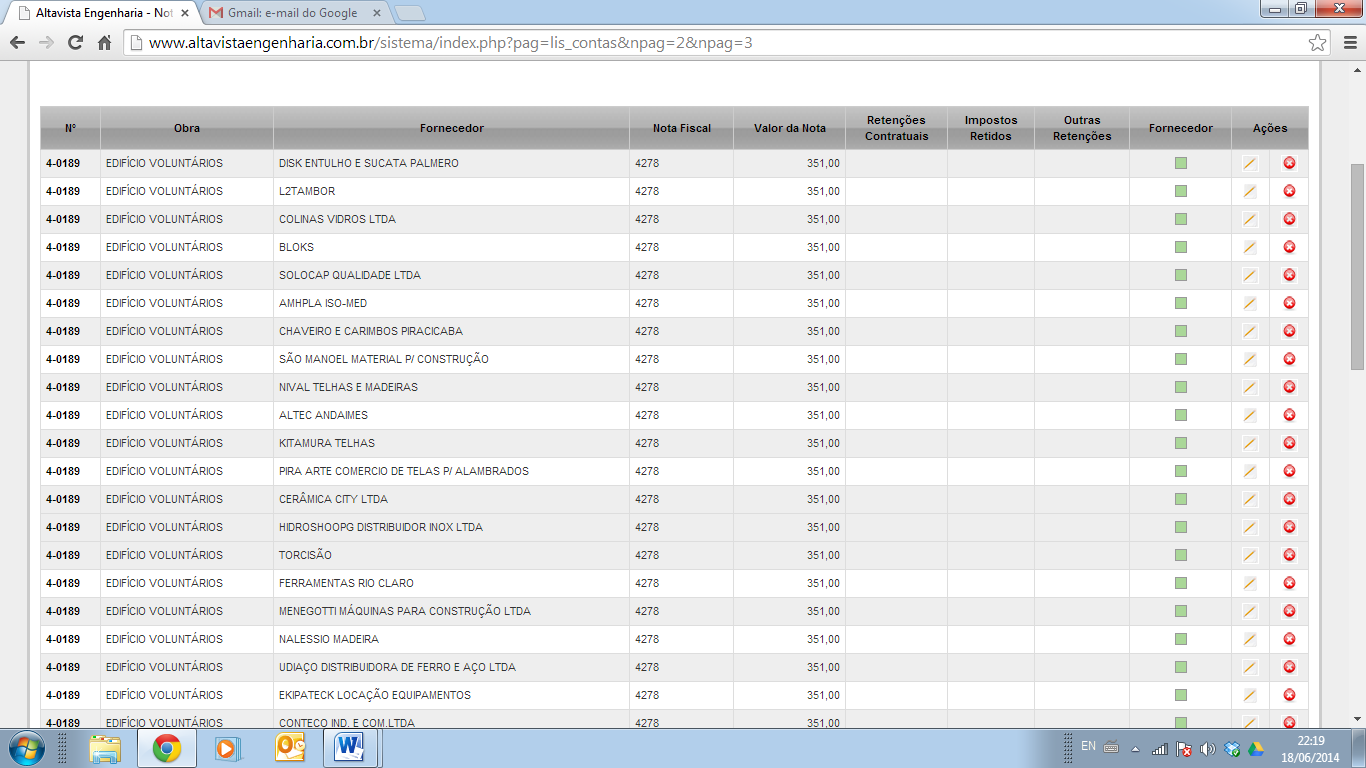 Altavista Engenharia - Not
Gmail: e-mail do Google
www.altavistaengenharia.com.br/sistema/index.php?pag=lis_contas&npag=2&npag=3
Nº Obra Fornecedor Nota Fiscal Valor da Nota Retenções Contratuais Impostos Retidos Outras Retenções Fornecedor Ações
4-0189 EDIFÍCIO VOLUNTÁRIOS DISK ENTULHO E SUCATA PALMERO 4278 351,00
4-0189 EDIFÍCIO VOLUNTÁRIOS L2TAMBOR 4278 351,00
4-0189 EDIFÍCIO VOLUNTÁRIOS COLINAS VIDROS LTDA 4278 351,00
4-0189 EDIFÍCIO VOLUNTÁRIOS BLOKS 4278 351,00
4-0189 EDIFÍCIO VOLUNTÁRIOS SOLOCAP QUALIDADE LTDA 4278 351,00
4-0189 EDIFÍCIO VOLUNTÁRIOS AMHPLA ISO-MED 4278 351,00
4-0189 EDIFÍCIO VOLUNTÁRIOS CHAVEIRO E CARIMBOS PIRACICABA 4278 351,00
4-0189 EDIFÍCIO VOLUNTÁRIOS SÃO MANOEL MATERIAL P/ CONSTRUÇÃO 4278 351,00
4-0189 EDIFÍCIO VOLUNTÁRIOS NIVAL TELHAS E MADEIRAS 4278 351,00
4-0189 EDIFÍCIO VOLUNTÁRIOS ALTEC ANDAIMES 4278 351,00
4-0189 EDIFÍCIO VOLUNTÁRIOS KITAMURA TELHAS 4278 351,00
4-0189 EDIFÍCIO VOLUNTÁRIOS PIRA ARTE COMERCIO DE TELAS P/ ALAMBRADOS 4278 351,00
4-0189 EDIFÍCIO VOLUNTÁRIOS CERÂMICA CITY LTDA 4278 351,00
4-0189 EDIFÍCIO VOLUNTÁRIOS HIDROSHOOPG DISTRIBUIDOR INOX LTDA 4278 351,00
4-0189 EDIFÍCIO VOLUNTÁRIOS TORCISÃO 4278 351,00
4-0189 EDIFÍCIO VOLUNTÁRIOS FERRAMENTAS RIO CLARO 4278 351,00
4-0189 EDIFÍCIO VOLUNTÁRIOS MENEGOTTI MÁQUINAS PARA CONSTRUÇÃO LTDA 4278 351,00
4-0189 EDIFÍCIO VOLUNTÁRIOS NALESSIO MADEIRA 4278 351,00
4-0189 EDIFÍCIO VOLUNTÁRIOS UDIAÇO DISTRIBUIDORA DE FERRO E AÇO LTDA 4278 351,00
4-0189 EDIFÍCIO VOLUNTÁRIOS EKIPATECK LOCAÇÃO EQUIPAMENTOS 4278 351,00
4-0189 EDIFÍCIO VOLUNTÁRIOS CONTECO IND. E COM.LTDA 4278 351,00
EN
22:19
18/06/2014